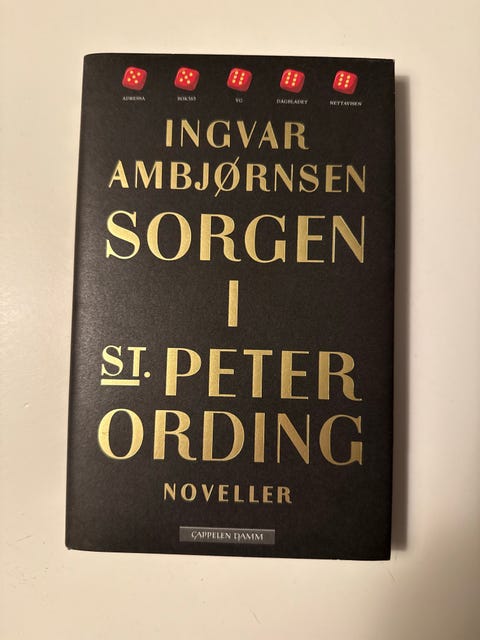 ADRESSA BOK365 VG DAGBLADET NETTAVISEN
INGVAR
AMBJØRNSEN
SORGEN
I
ST. PETER
ORDING
NOVELLER
CAPPELEN DAMM